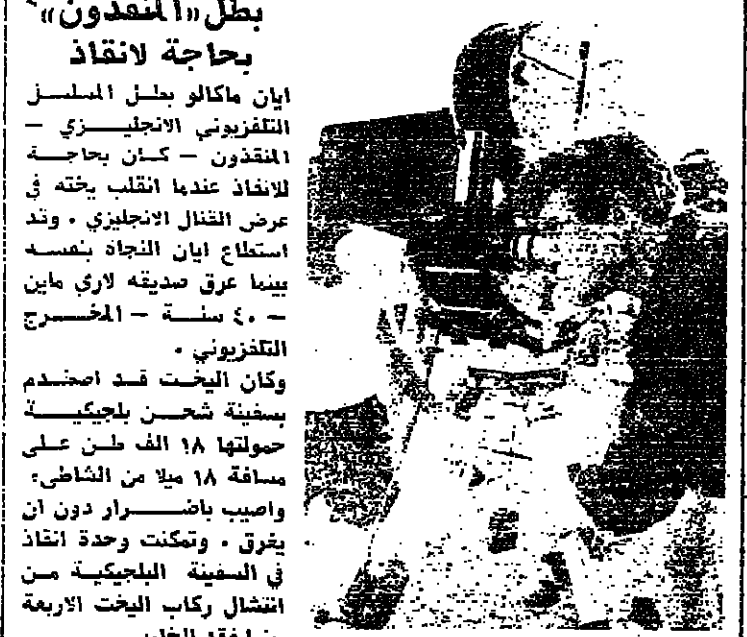 بطل «المنقذون»
بحاجة لانقاذ
ايان ماكالو بطل المسلسل
التلفزيوني الانجليزي –
المنقذون – كان بحاجة
للانقاذ عندما انقلب يخته في
عرض القنال الانجليزي . وقد
استطاع ايان النجاة بنفسه
بينما غرق صديقه لاري ماين
– ٤٠ سنة – المخرج
التلفزيوني .
وكان اليخت قد اصطدم
بسفينة شحن بلجيكية
حمولتها ١٨ الف طن على
مسافة ١٨ ميلا من الشاطىء
واصيب باضرار دون ان
يغرق . وتمكنت وحدة انقاذ
في السفينة البلجيكية من
انتشال ركاب اليخت الاربعة